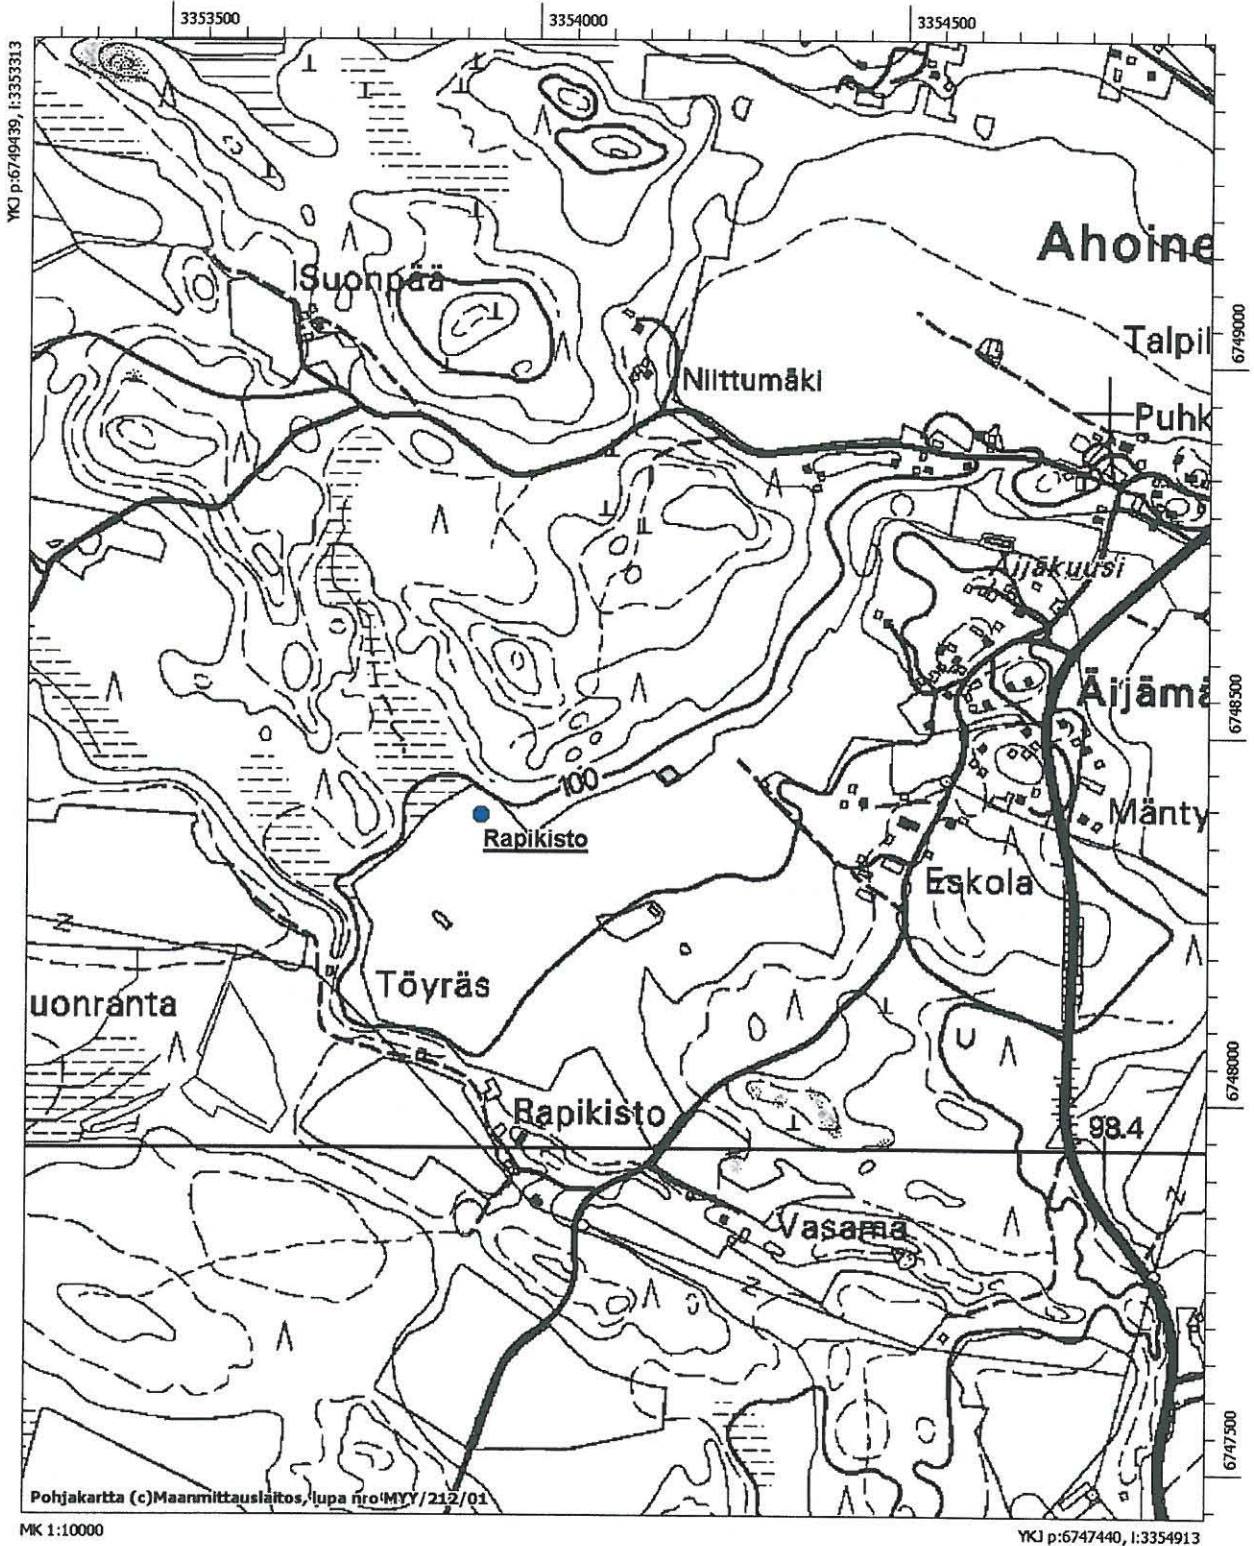 3353500
3354000
3354500
YKJ p:6749439, I:3353313
Ahoine
Suonpää
6749000
Talpil
Niittumäki
Puhk
Äijäkuusi
Äijämä
6748500
100
Mänty
Rapikisto
Eskola
Z
Töyräs
uonranta
6748000
Rapikisto
98.4
Z
Vasama
Z
6747500
Pohjakartta (c)Maanmittauslaitos, lupa nro MYY/212/01
MK 1:10000
YKJ p:6747440, I:3354913